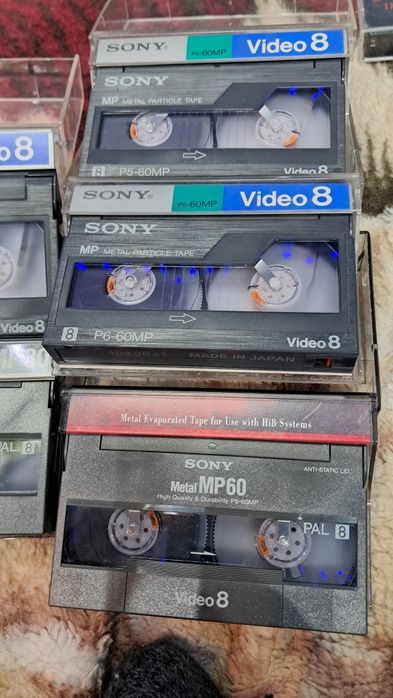 SONY P5-60MP Video 8
SONY
MP METAL PARTICLE TAPE
8 P5-60MP Video 8
SONY P6-60MP Video 8
SONY
MP METAL PARTICLE TAPE
8 P6-60MP Video 8
MADE IN JAPAN
Metal Evaporated Tape for Use with Hi8 Systems
SONY
ANTI-STATIC LID
Metal MP60
High Quality & Durability P5-60MP
PAL 8
Video 8
o 8
Video 8
PAL 8